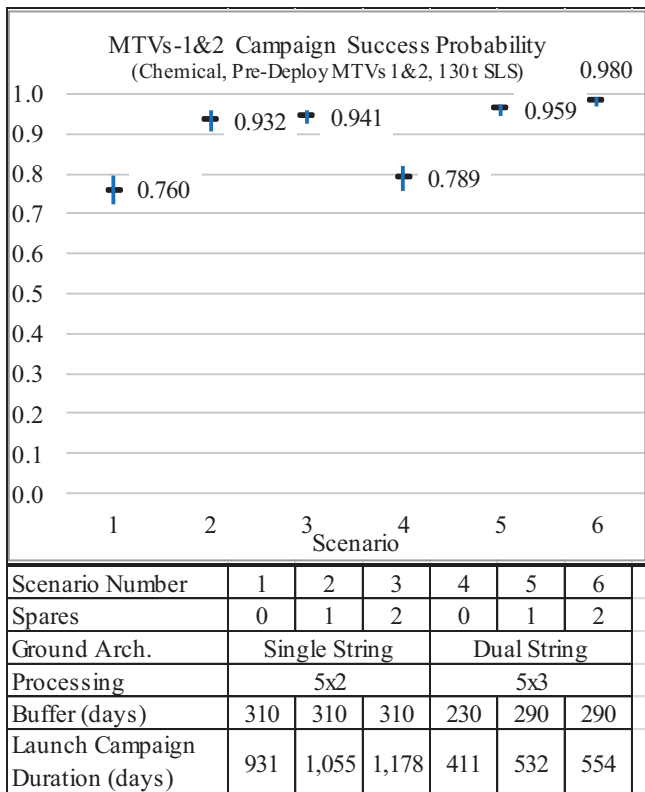 MTVs-1&2 Campaign Success Probability
(Chemical, Pre-Deploy MTVs 1&2, 130 t SLS)
0.980
1.0
0.9
0.8
0.7
0.6
0.5
0.4
0.3
0.2
0.1
0.0
0.760
0.932
0.941
0.789
0.959
1 2 3 4 5 6
Scenario
Scenario Number 1 2 3 4 5 6
Spares 0 1 2 0 1 2
Ground Arch. Single String Dual String
Processing 5x2 5x3
Buffer (days) 310 310 310 230 290 290
Launch Campaign
Duration (days) 931 1,055 1,178 411 532 554